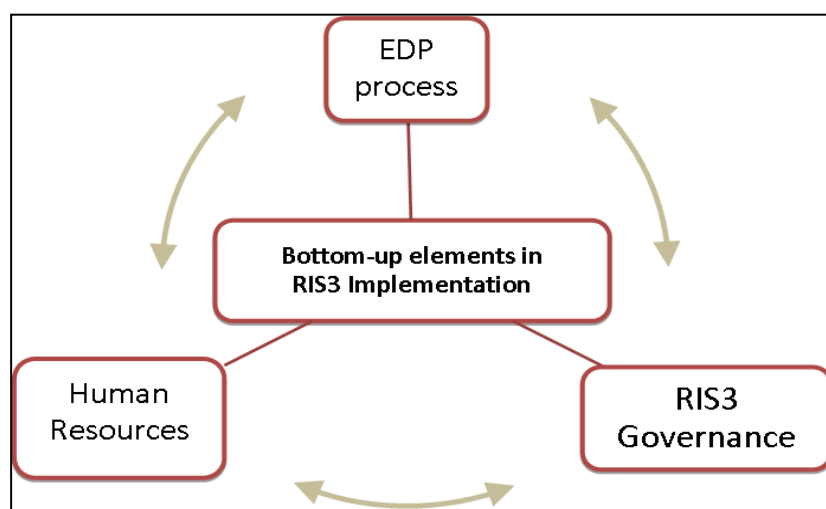 EDP
process
Bottom-up elements in
RIS3 Implementation
Human
Resources
RIS3
Governance